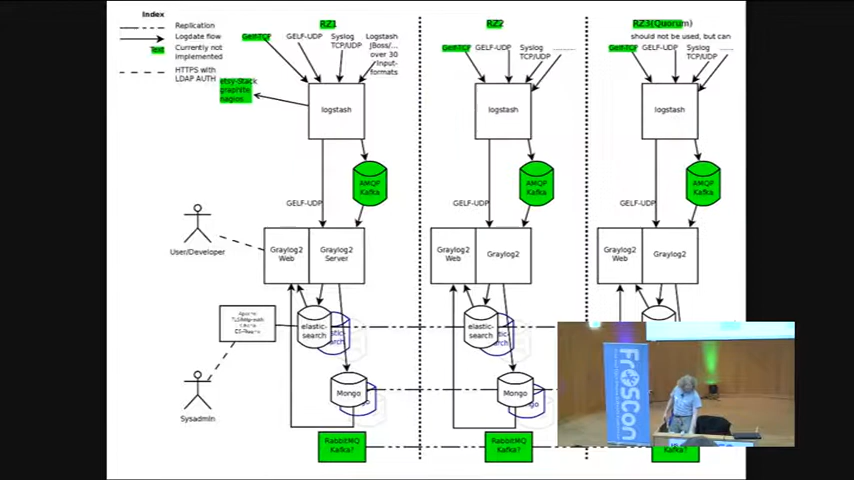 Index
Replication
Logdate flow
Text
Currently not
implemented
HTTPS with
LDAP AUTH
RZ1
Gelf-TCP
GELF-UDP
Syslog
TCP/UDP
Logstash
JBoss/...
over 30
Input-
formats
etsy-Stack
graphite
nagios
logstash
AMQP
Kafka
GELF-UDP
User/Developer
Graylog2
Web
Graylog2
Server
elastic-
search
Mongo
Sysadmin
RabbitMQ
Kafka?
RZ2
Gelf-TCP
GELF-UDP
Syslog
TCP/UDP
logstash
AMQP
Kafka
GELF-UDP
Graylog2
Web
Graylog2
elastic-
search
Mongo
RabbitMQ
Kafka?
RZ3(Quorum)
should not be used, but can
Gelf-TCP
GELF-UDP
Syslog
TCP/UDP
logstash
AMQP
Kafka
GELF-UDP
Graylog2
Web
Graylog2
Kafka?
FrOSCon